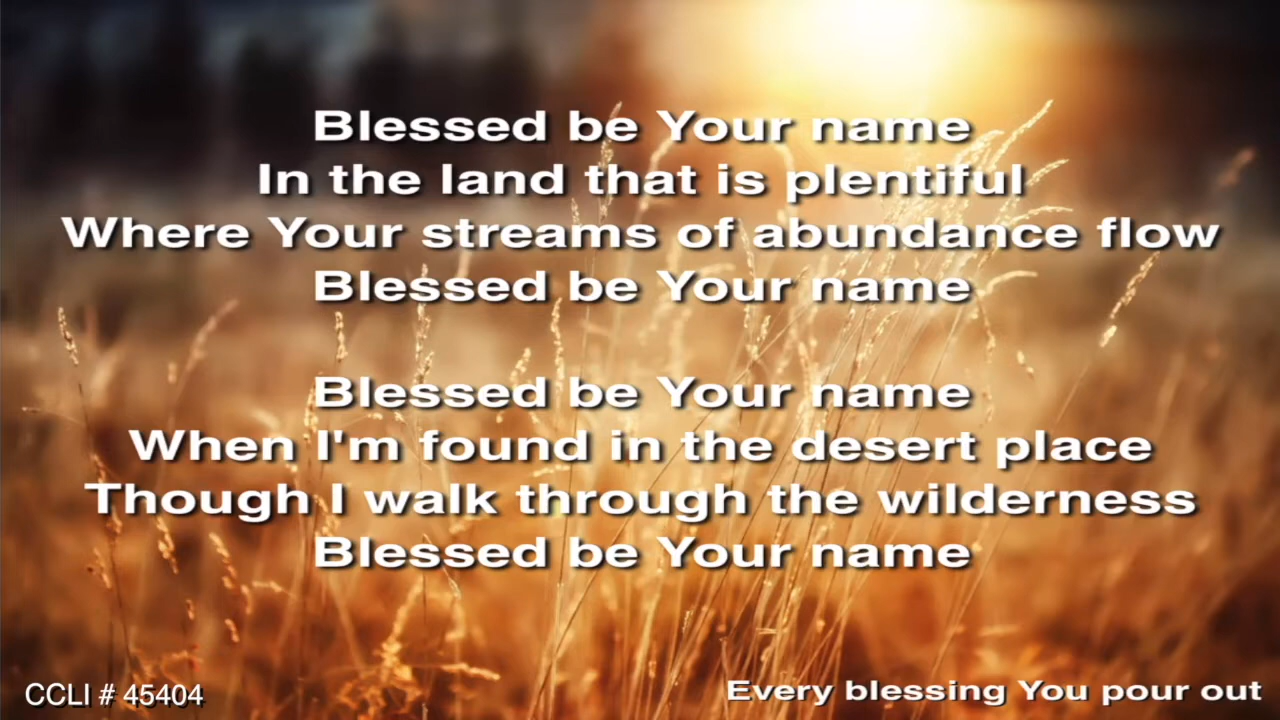 Blessed be Your name
In the land that is plentiful
Where Your streams of abundance flow
Blessed be Your name
Blessed be Your name
When I'm found in the desert place
Though I walk through the wilderness
Blessed be Your name
CCLI # 45404
Every blessing You pour out